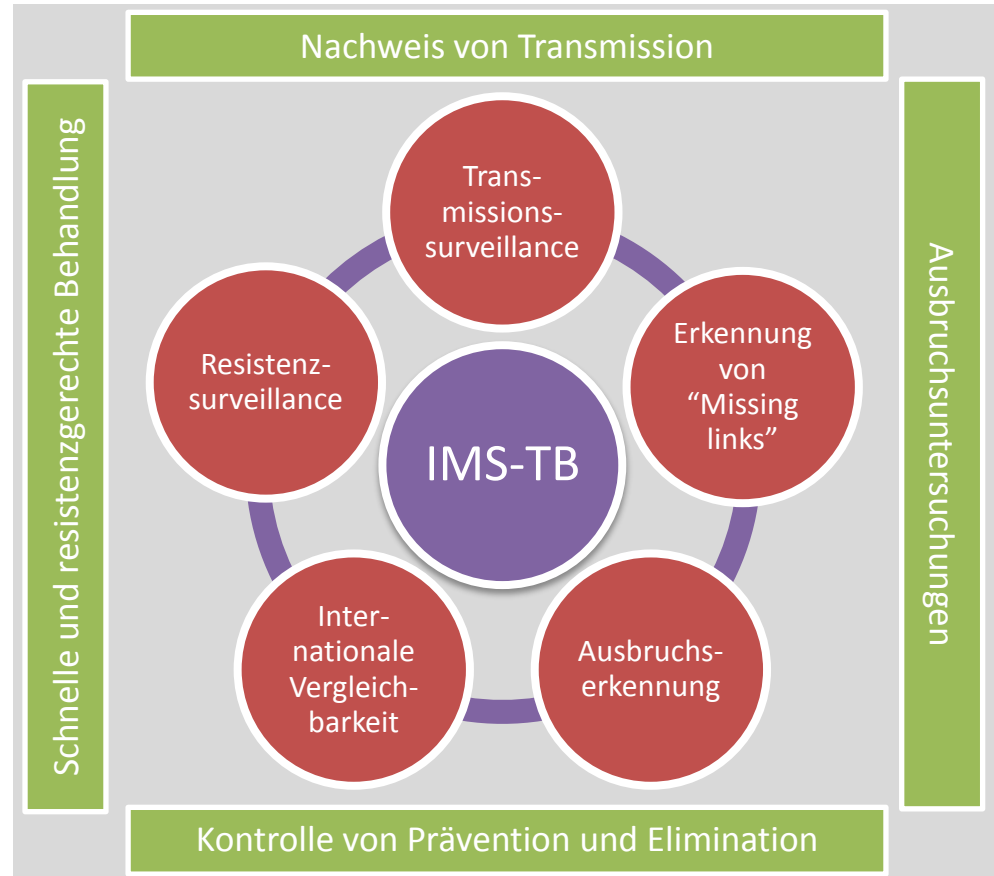 Nachweis von Transmission
Schnelle und resistenzgerechte Behandlung
Trans-
missions-
surveillance
Ausbruchsuntersuchungen
Erkennung
von
“Missing
links”
Resistenz-
surveillance
IMS-TB
Inter-
nationale
Vergleich-
barkeit
Ausbruchs-
erkennung
Kontrolle von Prävention und Elimination